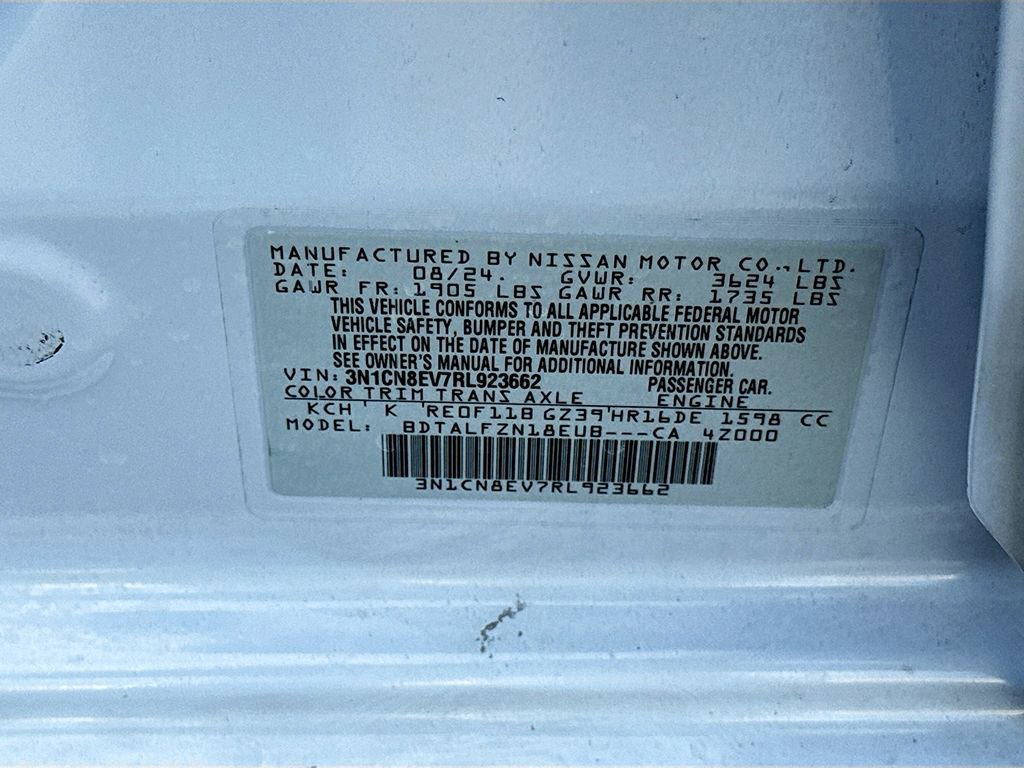 MANUFACTURED BY NISSAN MOTOR CO., LTD.
DATE: 08/24. GVWR: 3624 LBS
GAWR FR: 1905 LBS GAWR RR: 1735 LBS
THIS VEHICLE CONFORMS TO ALL APPLICABLE FEDERAL MOTOR
VEHICLE SAFETY, BUMPER AND THEFT PREVENTION STANDARDS
IN EFFECT ON THE DATE OF MANUFACTURE SHOWN ABOVE.
SEE OWNER'S MANUAL FOR ADDITIONAL INFORMATION.
VIN: 3N1CN8EV7RL923662 PASSENGER CAR.
COLOR TRIM TRANS AXLE ENGINE
KCH ' K 'RE0F11B GZ39'HR16DE 1598 CC
MODEL: BDTALFZN18EUB---CA 4Z000
3N1CN8EV7RL923662